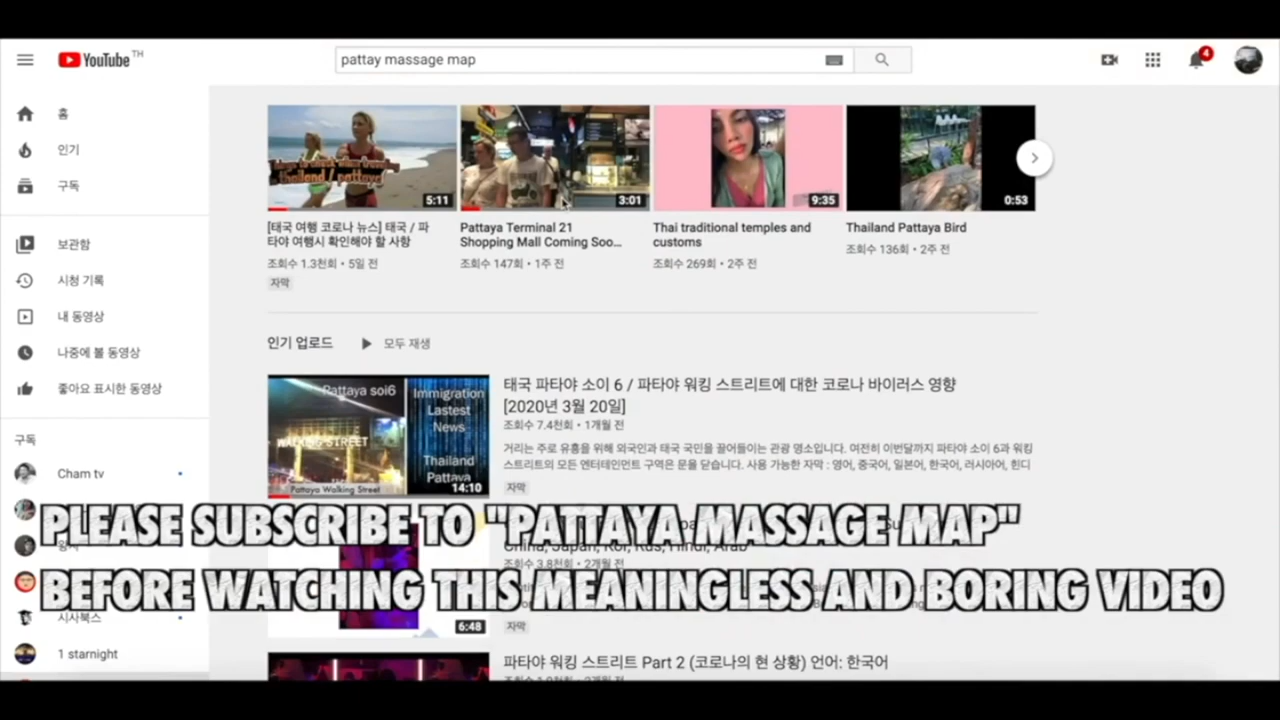 YouTube TH
pattay massage map
4
홈
인기
구독
보관함
시청 기록
내 동영상
나중에 볼 동영상
좋아요 표시한 동영상
구독
Cham tv
시사북스
1 starnight
5:11
[태국 여행 코로나 뉴스] 태국 / 파
타야 여행시 확인해야 할 사항
조회수 1.3천회 • 5일 전
자막
3:01
Pattaya Terminal 21
Shopping Mall Coming Soo...
조회수 147회 • 1주 전
9:35
Thai traditional temples and
customs
조회수 269회 • 2주 전
0:53
Thailand Pattaya Bird
조회수 136회 • 2주 전
인기 업로드
모두 재생
Pattaya soi6
WALKING STREET
Pattaya Walking Street
Immigration
Lastest
News
Thailand
Pattaya
14:10
태국 파타야 소이 6 / 파타야 워킹 스트리트에 대한 코로나 바이러스 영향
[2020년 3월 20일]
조회수 7.4천회 • 1개월 전
거리는 주로 유흥을 위해 외국인과 태국 국민을 끌어들이는 관광 명소입니다. 여전히 이번달까지 파타야 소이 6과 워킹
스트리트의 모든 엔터테인먼트 구역은 문을 닫습니다. 사용 가능한 자막 : 영어, 중국어, 일본어, 한국어, 러시아어, 힌디
자막
PLEASE SUBSCRIBE TO "PATTAYA MASSAGE MAP"
BEFORE WATCHING THIS MEANINGLESS AND BORING VIDEO
China, Japan, Kor, Rus, Hindi, Arab
조회수 3.8천회 • 2개월 전
6:48
자막
파타야 워킹 스트리트 Part 2 (코로나의 현 상황) 언어: 한국어